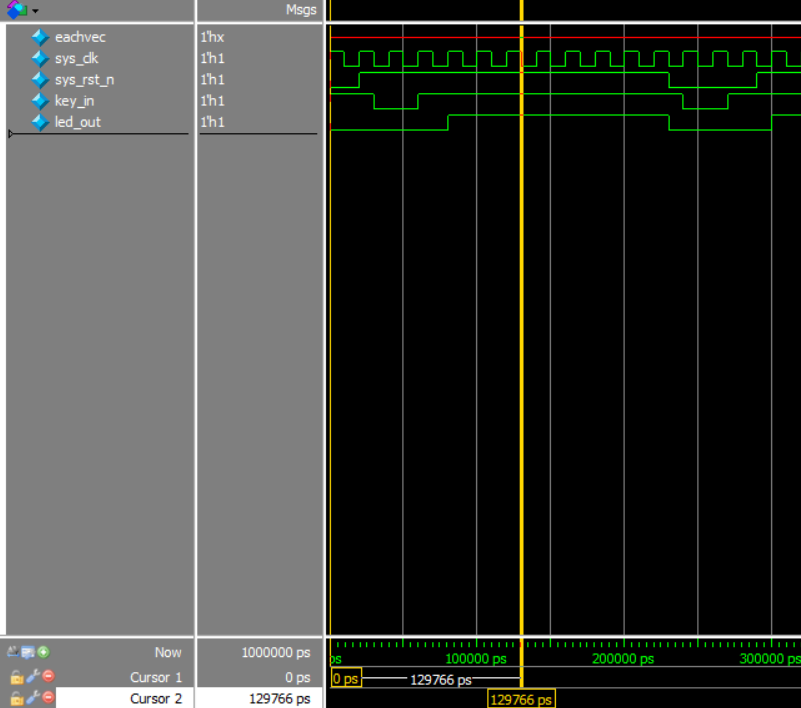 Msgs
eachvec 1'hx
sys_clk 1'h1
sys_rst_n 1'h1
key_in 1'h1
led_out 1'h1
Now 1000000 ps ps 100000 ps 200000 ps 300000 ps
Cursor 1 0 ps 0 ps 129766 ps
Cursor 2 129766 ps 129766 ps